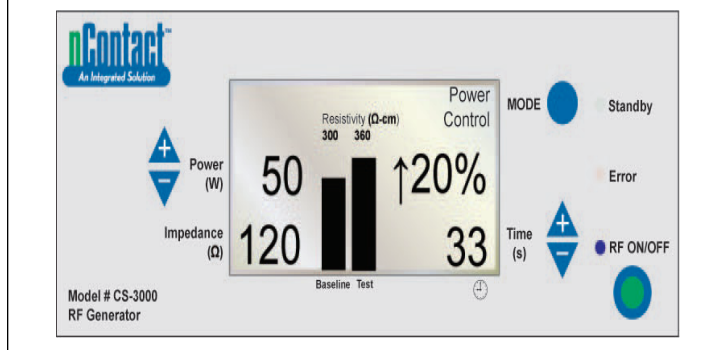 nContact™
An Integrated Solution
Power
(W)
Impedance
(Ω)
Model # CS-3000
RF Generator
Resistivity (Ω-cm)
300 360
Power
Control
50
↑20%
120
33
Baseline Test
MODE
Standby
Error
Time
(s)
RF ON/OFF